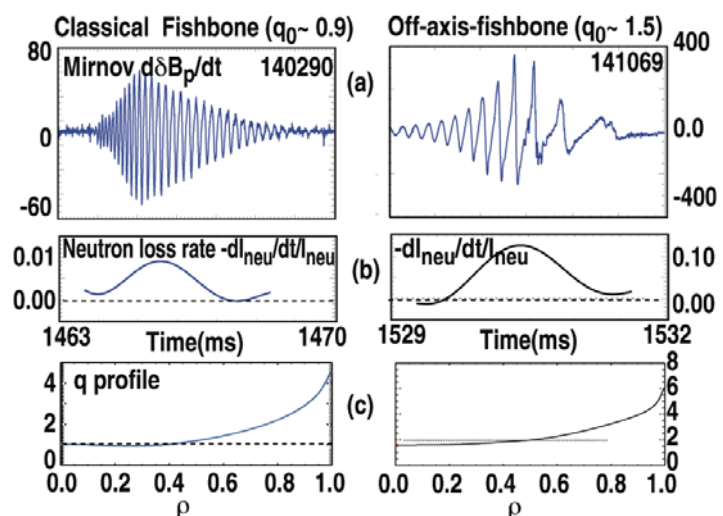 Classical Fishbone (q0~ 0.9)
Off-axis-fishbone (q0~ 1.5)
80
0
-60
Mirnov dδBp/dt
140290
(a)
141069
400
0.0
-400
0.01
0.00
Neutron loss rate -dIneu/dt/Ineu
(b)
-dIneu/dt/Ineu
0.10
0.00
1463
Time(ms)
1470
1529
Time(ms)
1532
4
2
0
q profile
(c)
8
6
4
2
0
0.0 0.2 0.4 0.6 0.8 1.0
ρ
0.0 0.2 0.4 0.6 0.8 1.0
ρ